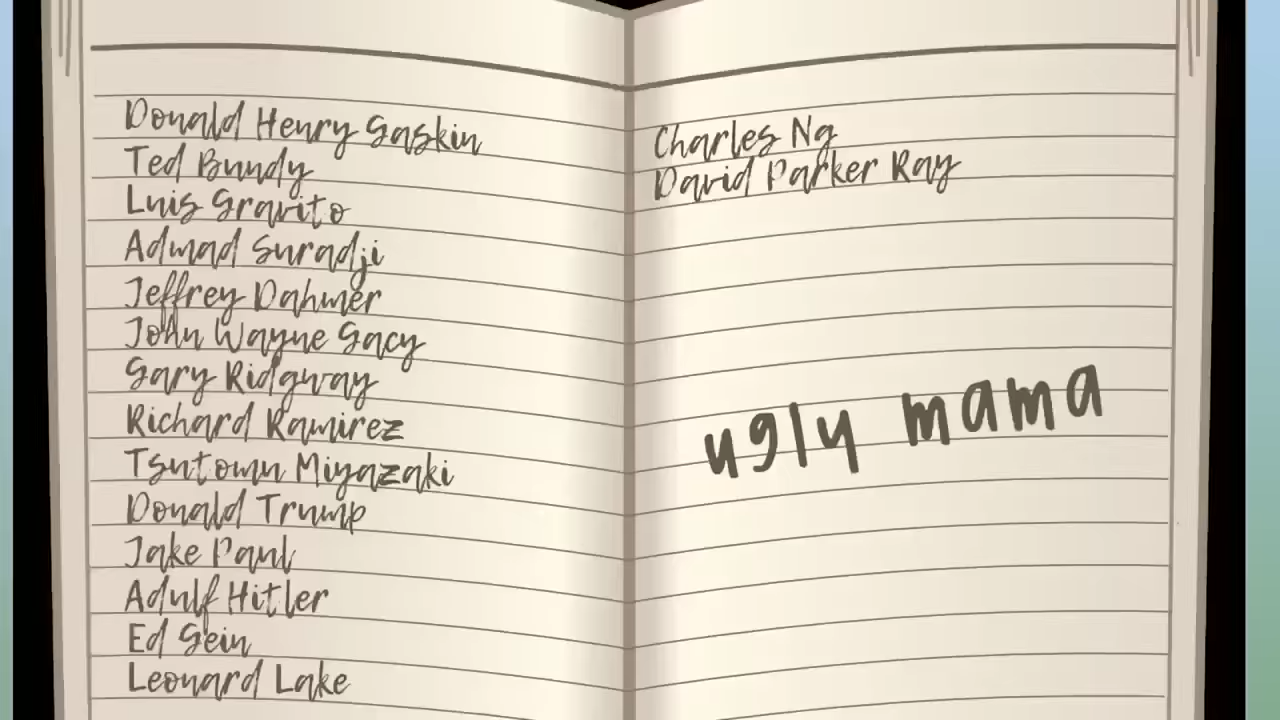 Donald Henry Gaskin
Ted Bundy
Luis Gravito
Admad Suradji
Jeffrey Dahmer
John Wayne Gacy
Gary Ridgway
Richard Ramirez
Tsutomu Miyazaki
Donald Trump
Jake Paul
Adulf Hitler
Ed Gein
Leonard Lake
Charles Ng
David Parker Ray
ugly mama